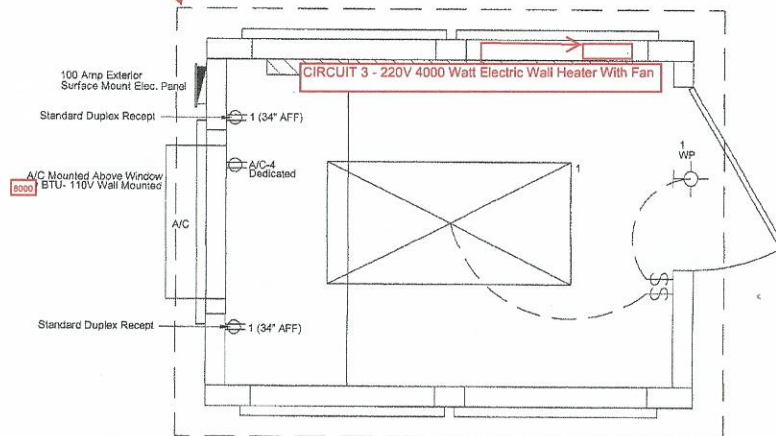 CIRCUIT 3 - 220V 4000 Watt Electric Wall Heater With Fan
100 Amp Exterior
Surface Mount Elec. Panel
Standard Duplex Recept
1 (34" AFF)
A/C-4
Dedicated
A/C Mounted Above Window
8000 BTU- 110V Wall Mounted
A/C
1
1
WP
SS
Standard Duplex Recept
1 (34" AFF)